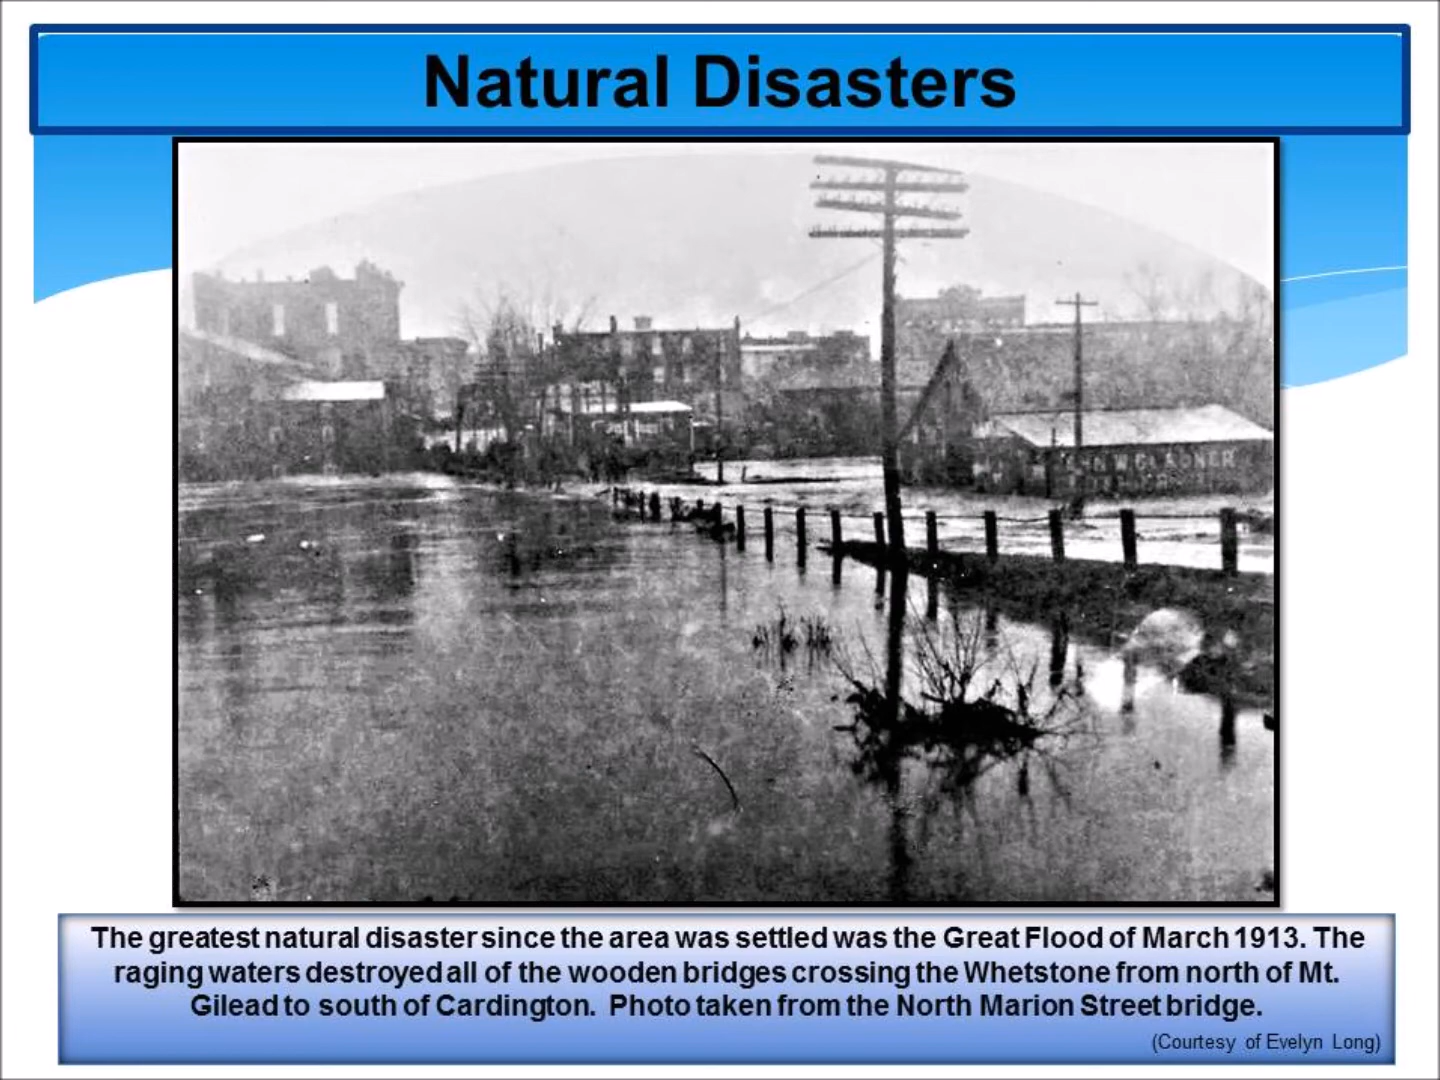 Natural Disasters
W. GLADNER
The greatest natural disaster since the area was settled was the Great Flood of March 1913. The
raging waters destroyed all of the wooden bridges crossing the Whetstone from north of Mt.
Gilead to south of Cardington. Photo taken from the North Marion Street bridge.
(Courtesy of Evelyn Long)